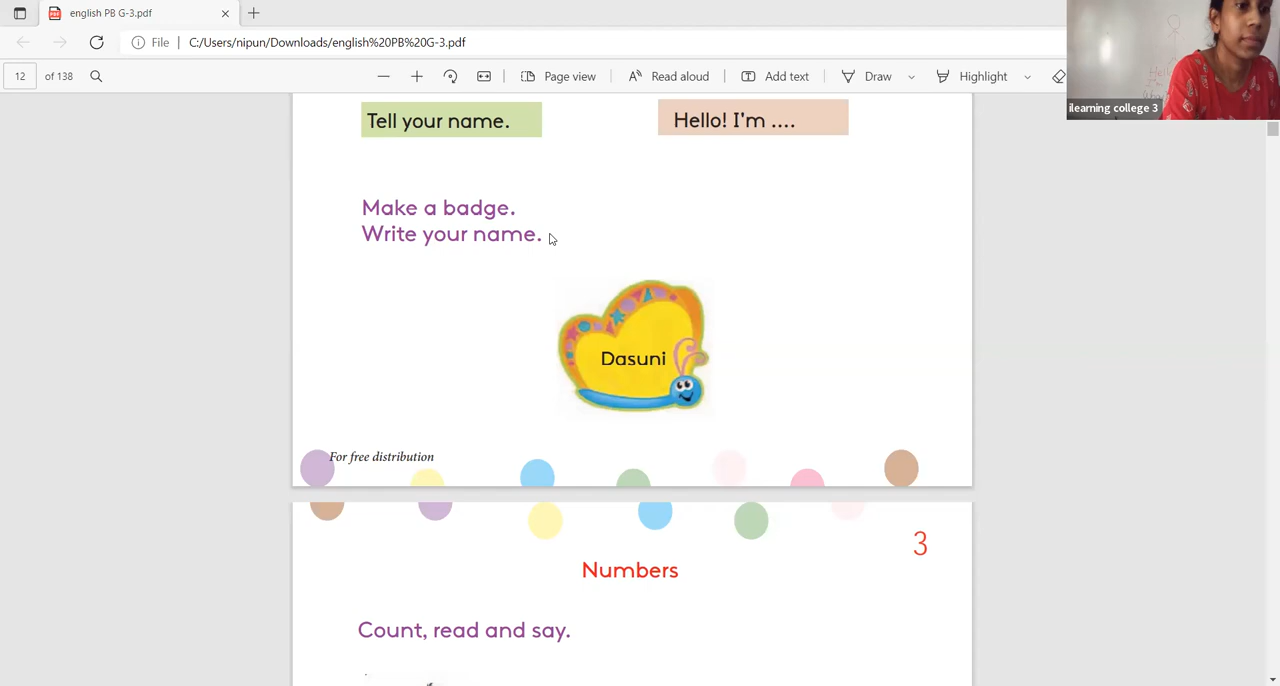 english PB G-3.pdf
File
C:/Users/nipun/Downloads/english%20PB%20G-3.pdf
12 of 138
Page view
Read aloud
Add text
Draw
Highlight
ilearning college 3
Tell your name.
Hello! I'm ....
Make a badge.
Write your name.
Dasuni
For free distribution
3
Numbers
Count, read and say.